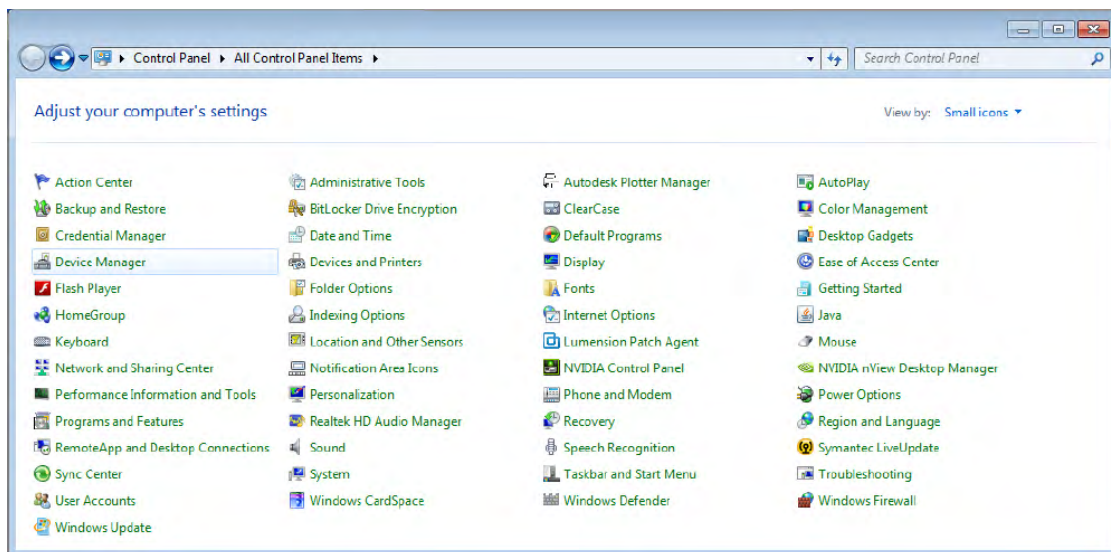 Control Panel ▸ All Control Panel Items ▸ Search Control Panel
Adjust your computer's settings View by: Small icons
Action Center Administrative Tools Autodesk Plotter Manager AutoPlay
Backup and Restore BitLocker Drive Encryption ClearCase Color Management
Credential Manager Date and Time Default Programs Desktop Gadgets
Device Manager Devices and Printers Display Ease of Access Center
Flash Player Folder Options Fonts Getting Started
HomeGroup Indexing Options Internet Options Java
Keyboard Location and Other Sensors Lumension Patch Agent Mouse
Network and Sharing Center Notification Area Icons NVIDIA Control Panel NVIDIA nView Desktop Manager
Performance Information and Tools Personalization Phone and Modem Power Options
Programs and Features Realtek HD Audio Manager Recovery Region and Language
RemoteApp and Desktop Connections Sound Speech Recognition Symantec LiveUpdate
Sync Center System Taskbar and Start Menu Troubleshooting
User Accounts Windows CardSpace Windows Defender Windows Firewall
Windows Update